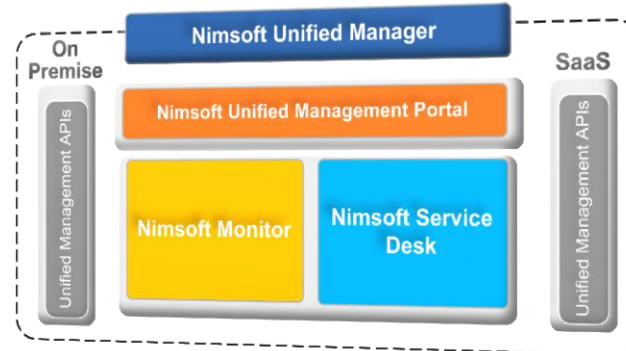 Nimsoft Unified Manager
On
Premise
SaaS
Unified Management APIs
Nimsoft Unified Management Portal
Nimsoft Monitor
Nimsoft Service
Desk
Unified Management APIs